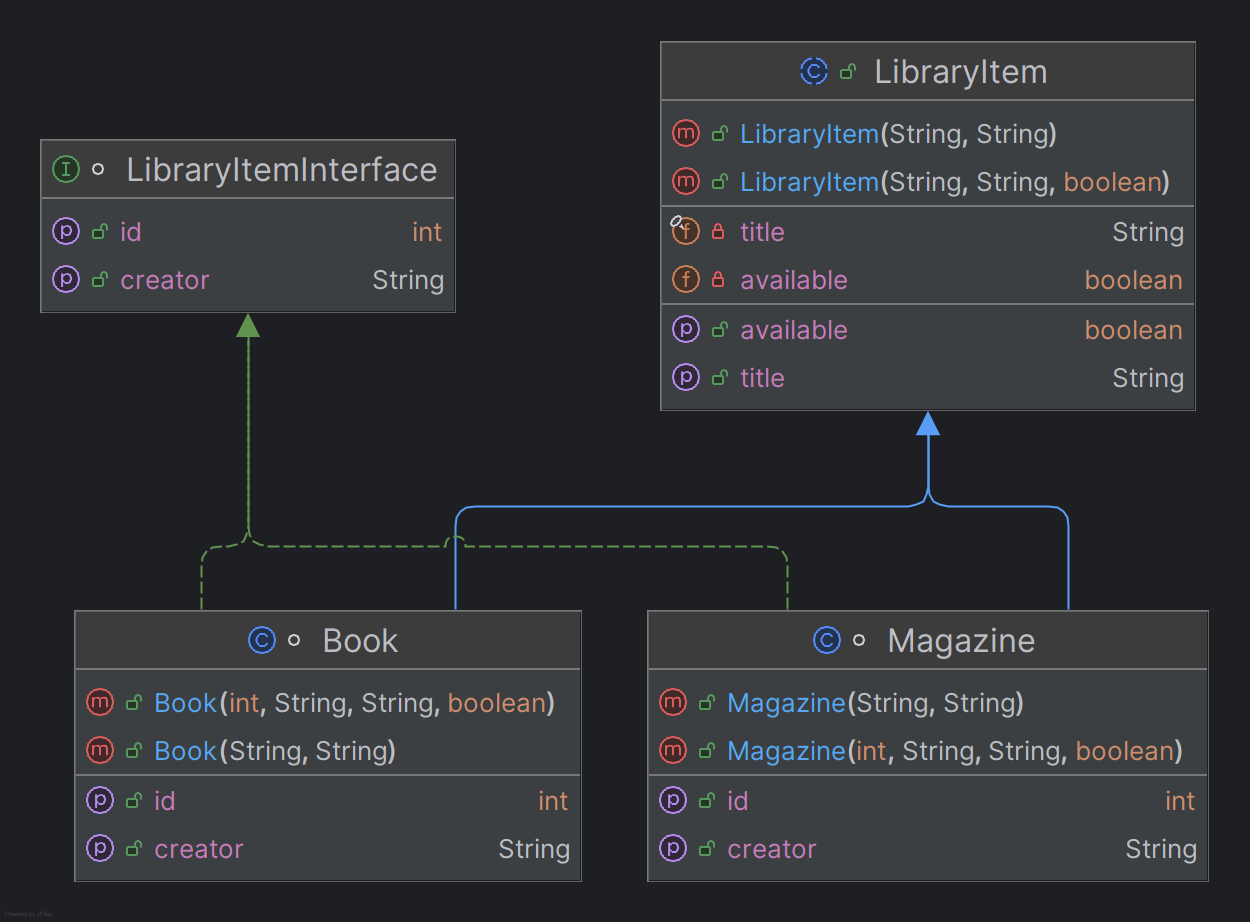 LibraryItem
LibraryItem(String, String)
LibraryItem(String, String, boolean)
title String
available boolean
available boolean
title String
LibraryItemInterface
id int
creator String
Book
Book(int, String, String, boolean)
Book(String, String)
id int
creator String
Magazine
Magazine(String, String)
Magazine(int, String, String, boolean)
id int
creator String
Powered by yFiles